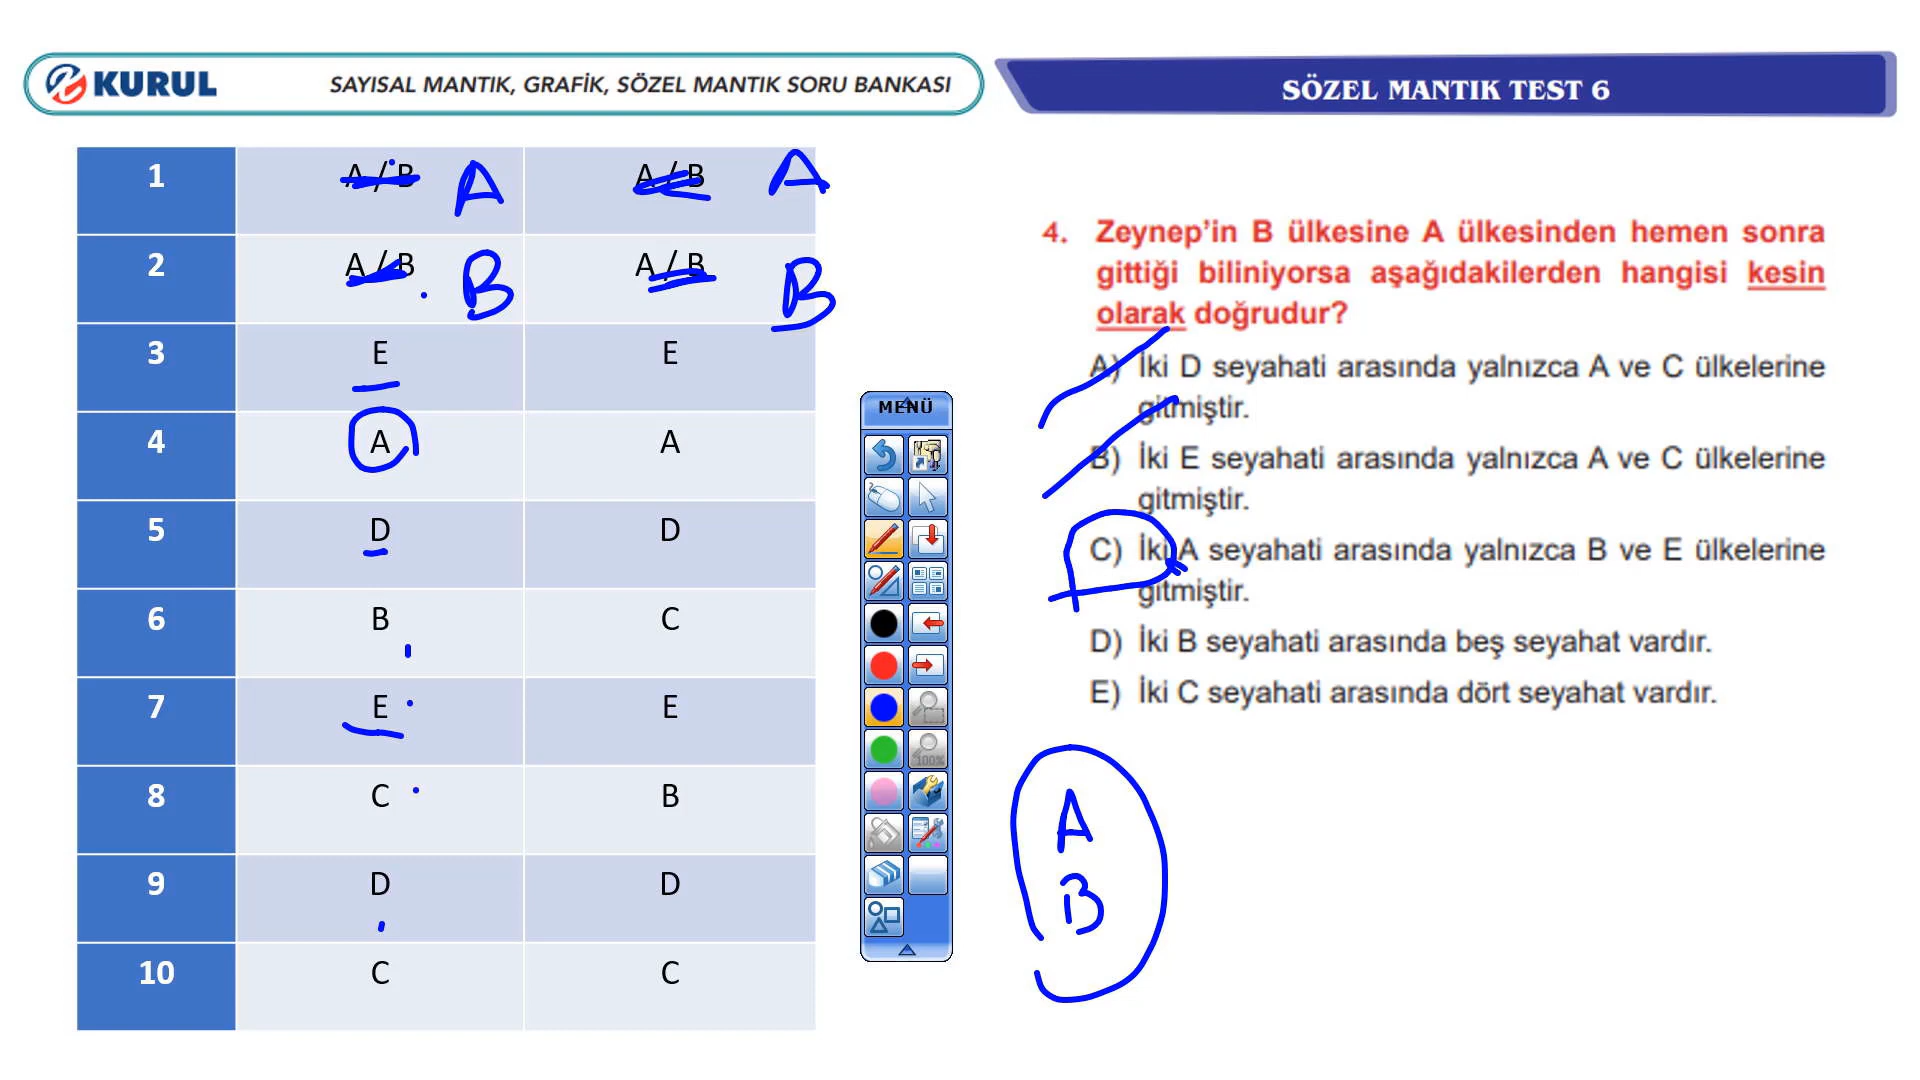 KURUL
SAYISAL MANTIK, GRAFİK, SÖZEL MANTIK SORU BANKASI
SÖZEL MANTIK TEST 6
1 A / B A A / B A
2 A / B B A / B B
3 E E
4 A A
5 D D
6 B C
7 E E
8 C B
9 D D
10 C C
MENÜ
100%
4. Zeynep'in B ülkesine A ülkesinden hemen sonra
gittiği biliniyorsa aşağıdakilerden hangisi kesin
olarak doğrudur?
A) İki D seyahati arasında yalnızca A ve C ülkelerine
gitmiştir.
B) İki E seyahati arasında yalnızca A ve C ülkelerine
gitmiştir.
C) İki A seyahati arasında yalnızca B ve E ülkelerine
gitmiştir.
D) İki B seyahati arasında beş seyahat vardır.
E) İki C seyahati arasında dört seyahat vardır.
A
B